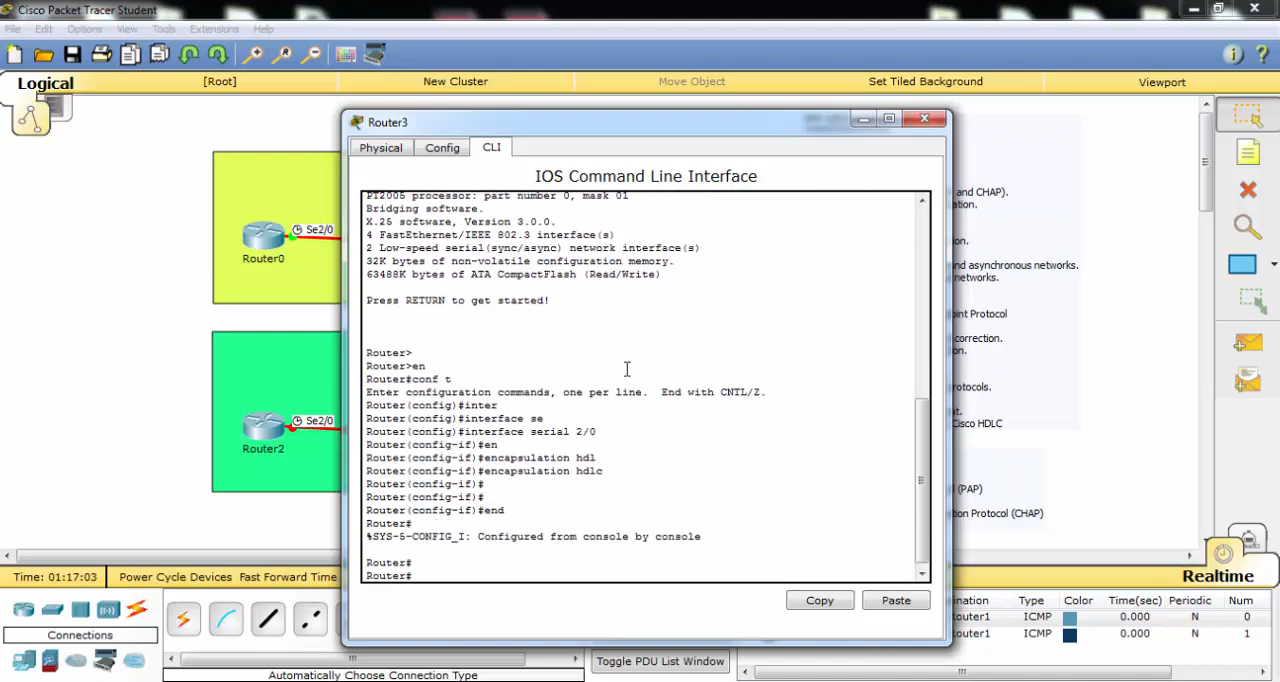 Cisco Packet Tracer Student
File Edit Options View Tools Extensions Help
Logical [Root] New Cluster Move Object Set Tiled Background Viewport
Router3
Physical Config CLI
IOS Command Line Interface
PT2005 processor: part number 0, mask 01
Bridging software.
X.25 software, Version 3.0.0.
4 FastEthernet/IEEE 802.3 interface(s)
2 Low-speed serial(sync/async) network interface(s)
32K bytes of non-volatile configuration memory.
63488K bytes of ATA CompactFlash (Read/Write)
Press RETURN to get started!
Router>
Router>en
Router#conf t
Enter configuration commands, one per line.  End with CNTL/Z.
Router(config)#inter
Router(config)#interface se
Router(config)#interface serial 2/0
Router(config-if)#en
Router(config-if)#encapsulation hdl
Router(config-if)#encapsulation hdlc
Router(config-if)#
Router(config-if)#
Router(config-if)#end
Router#
%SYS-5-CONFIG_I: Configured from console by console
Router#
Router#
Copy Paste
Se2/0
Router0
Se2/0
Router2
and CHAP).
ation.
on.
and asynchronous networks.
networks.
oint Protocol
correction.
on.
otocols.
t.
Cisco HDLC
l (PAP)
tion Protocol (CHAP)
Time: 01:17:03 Power Cycle Devices Fast Forward Time
Realtime
Connections
Automatically Choose Connection Type
Toggle PDU List Window
ination Type Color Time(sec) Periodic Num
outer1 ICMP 0.000 N 0
outer1 ICMP 0.000 N 1